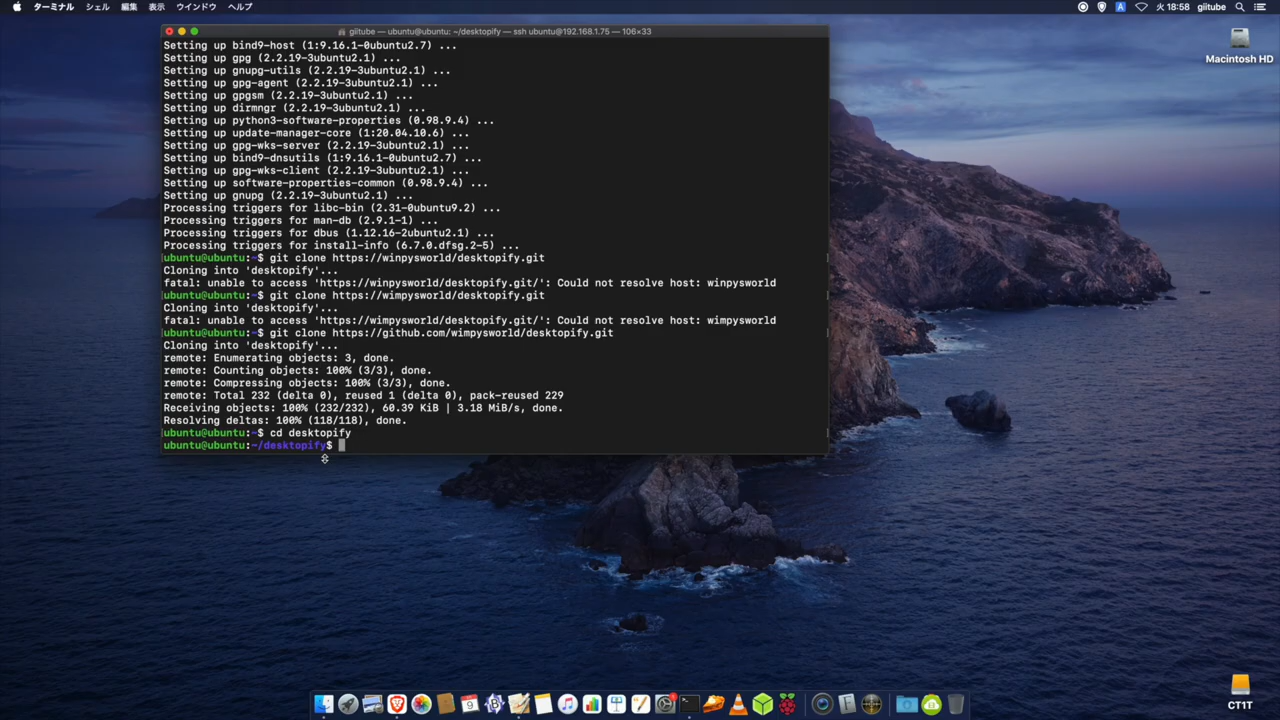 ターミナル シェル 編集 表示 ウインドウ ヘルプ
A 火 18:58 giitube
giitube — ubuntu@ubuntu: ~/desktopify — ssh ubuntu@192.168.1.75 — 106×33
Setting up bind9-host (1:9.16.1-0ubuntu2.7) ...
Setting up gpg (2.2.19-3ubuntu2.1) ...
Setting up gnupg-utils (2.2.19-3ubuntu2.1) ...
Setting up gpg-agent (2.2.19-3ubuntu2.1) ...
Setting up gpgsm (2.2.19-3ubuntu2.1) ...
Setting up dirmngr (2.2.19-3ubuntu2.1) ...
Setting up python3-software-properties (0.98.9.4) ...
Setting up update-manager-core (1:20.04.10.6) ...
Setting up gpg-wks-server (2.2.19-3ubuntu2.1) ...
Setting up bind9-dnsutils (1:9.16.1-0ubuntu2.7) ...
Setting up gpg-wks-client (2.2.19-3ubuntu2.1) ...
Setting up software-properties-common (0.98.9.4) ...
Setting up gnupg (2.2.19-3ubuntu2.1) ...
Processing triggers for libc-bin (2.31-0ubuntu9.2) ...
Processing triggers for man-db (2.9.1-1) ...
Processing triggers for dbus (1.12.16-2ubuntu2.1) ...
Processing triggers for install-info (6.7.0.dfsg.2-5) ...
ubuntu@ubuntu:~$ git clone https://winpysworld/desktopify.git
Cloning into 'desktopify'...
fatal: unable to access 'https://winpysworld/desktopify.git/': Could not resolve host: winpysworld
ubuntu@ubuntu:~$ git clone https://wimpysworld/desktopify.git
Cloning into 'desktopify'...
fatal: unable to access 'https://wimpysworld/desktopify.git/': Could not resolve host: wimpysworld
ubuntu@ubuntu:~$ git clone https://github.com/wimpysworld/desktopify.git
Cloning into 'desktopify'...
remote: Enumerating objects: 3, done.
remote: Counting objects: 100% (3/3), done.
remote: Compressing objects: 100% (3/3), done.
remote: Total 232 (delta 0), reused 1 (delta 0), pack-reused 229
Receiving objects: 100% (232/232), 60.39 KiB | 3.18 MiB/s, done.
Resolving deltas: 100% (118/118), done.
ubuntu@ubuntu:~$ cd desktopify
ubuntu@ubuntu:~/desktopify$
Macintosh HD
CT1T